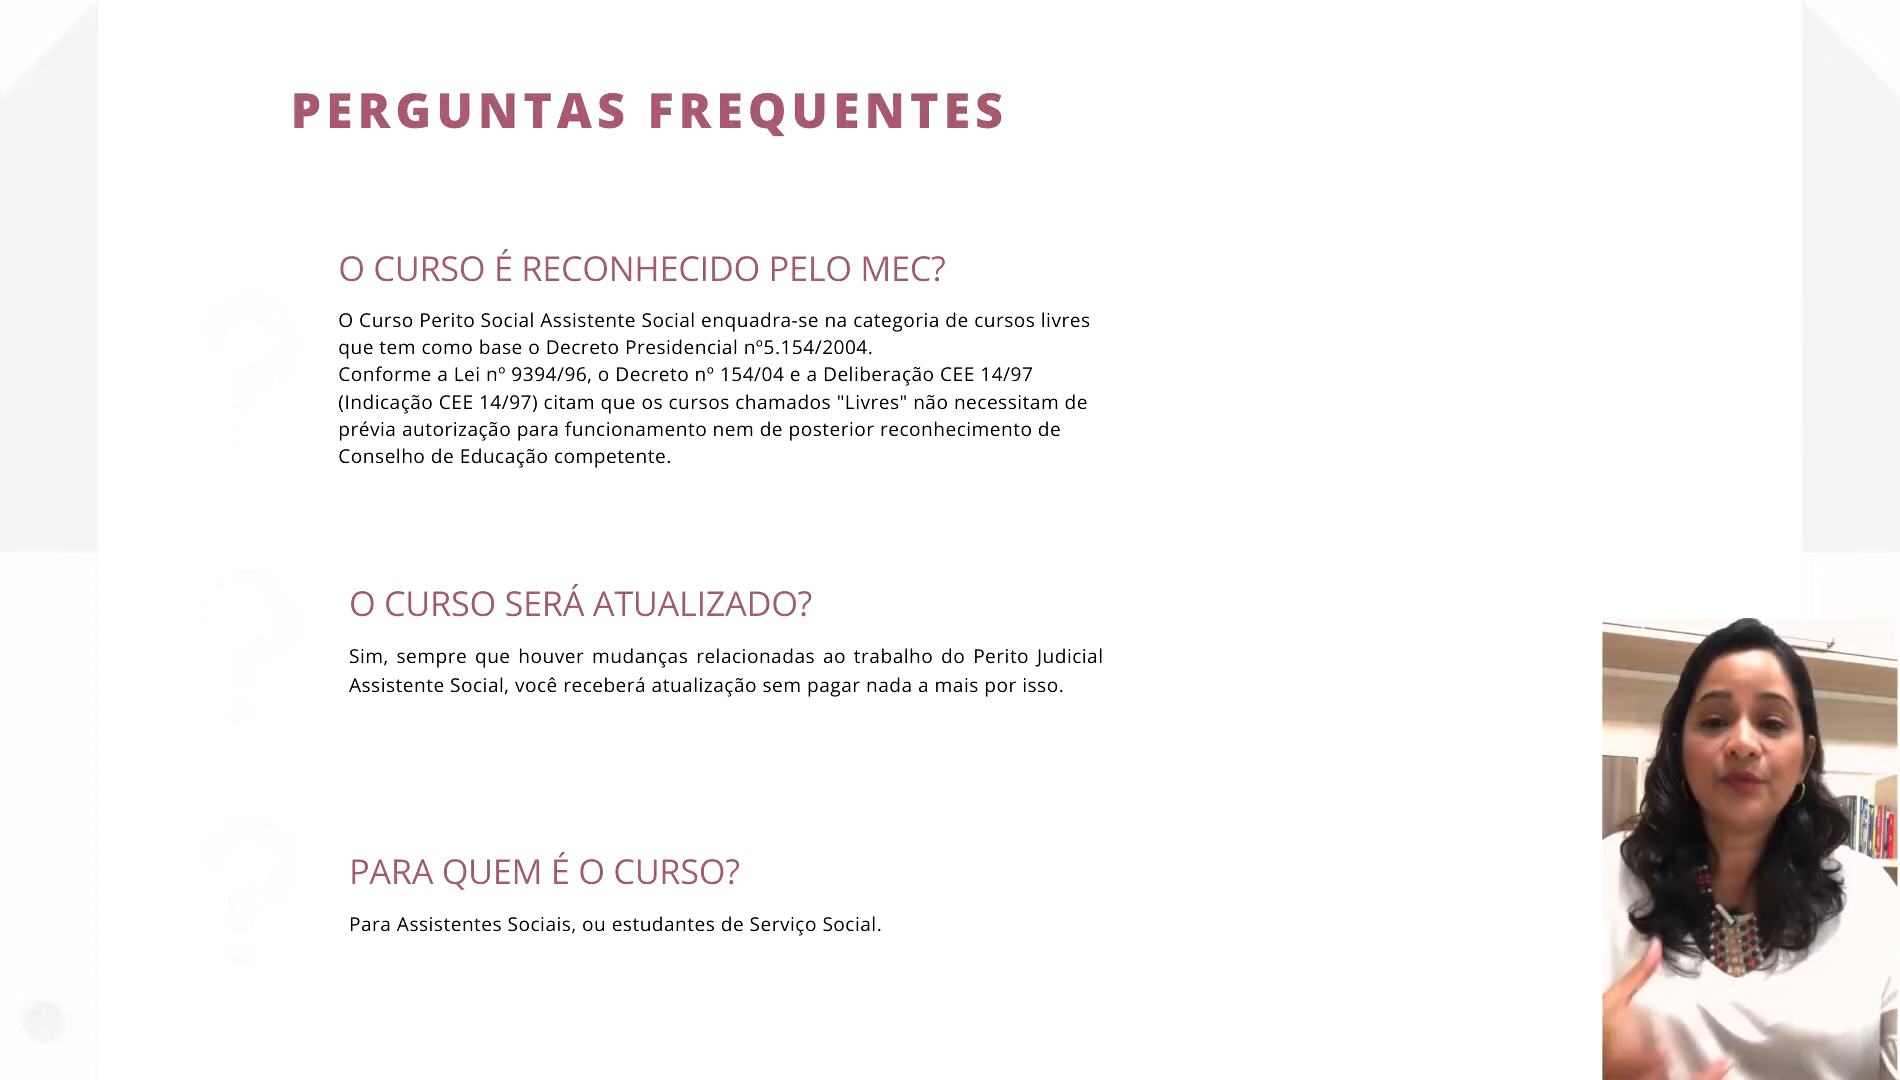 PERGUNTAS FREQUENTES
O CURSO É RECONHECIDO PELO MEC?
O Curso Perito Social Assistente Social enquadra-se na categoria de cursos livres
que tem como base o Decreto Presidencial nº5.154/2004.
Conforme a Lei nº 9394/96, o Decreto nº 154/04 e a Deliberação CEE 14/97
(Indicação CEE 14/97) citam que os cursos chamados "Livres" não necessitam de
prévia autorização para funcionamento nem de posterior reconhecimento de
Conselho de Educação competente.
O CURSO SERÁ ATUALIZADO?
Sim, sempre que houver mudanças relacionadas ao trabalho do Perito Judicial
Assistente Social, você receberá atualização sem pagar nada a mais por isso.
PARA QUEM É O CURSO?
Para Assistentes Sociais, ou estudantes de Serviço Social.